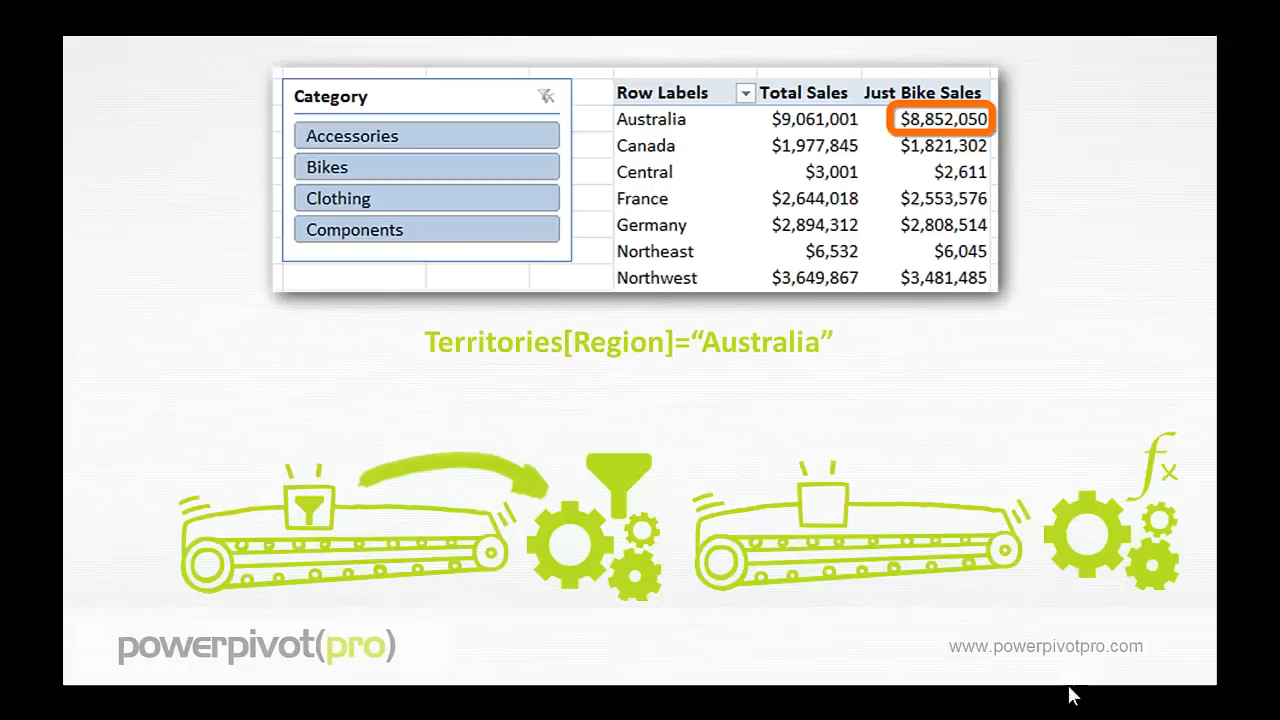 Category
Accessories
Bikes
Clothing
Components
Row Labels Total Sales Just Bike Sales
Australia $9,061,001 $8,852,050
Canada $1,977,845 $1,821,302
Central $3,001 $2,611
France $2,644,018 $2,553,576
Germany $2,894,312 $2,808,514
Northeast $6,532 $6,045
Northwest $3,649,867 $3,481,485
Territories[Region]=“Australia”
fx
powerpivot(pro)
www.powerpivotpro.com